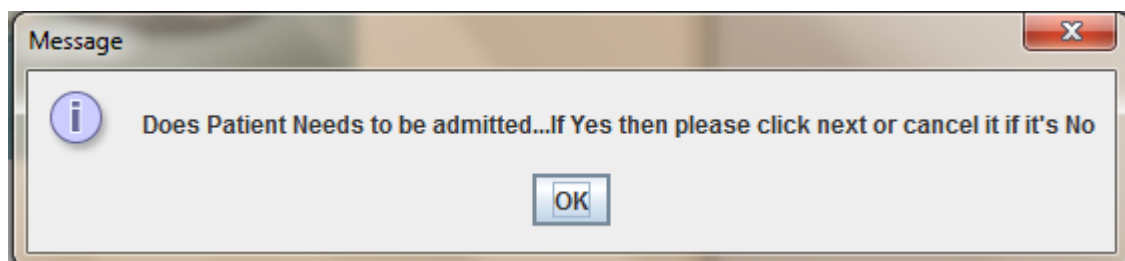 Message
Does Patient Needs to be admitted...If Yes then please click next or cancel it if it's No
OK